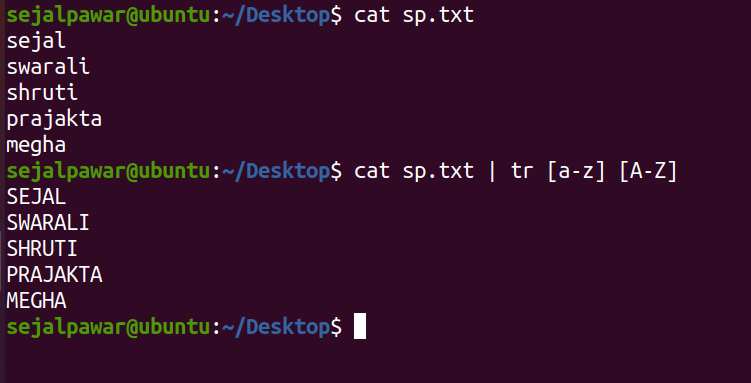 sejalpawar@ubuntu:~/Desktop$ cat sp.txt
sejal
swarali
shruti
prajakta
megha
sejalpawar@ubuntu:~/Desktop$ cat sp.txt | tr [a-z] [A-Z]
SEJAL
SWARALI
SHRUTI
PRAJAKTA
MEGHA
sejalpawar@ubuntu:~/Desktop$